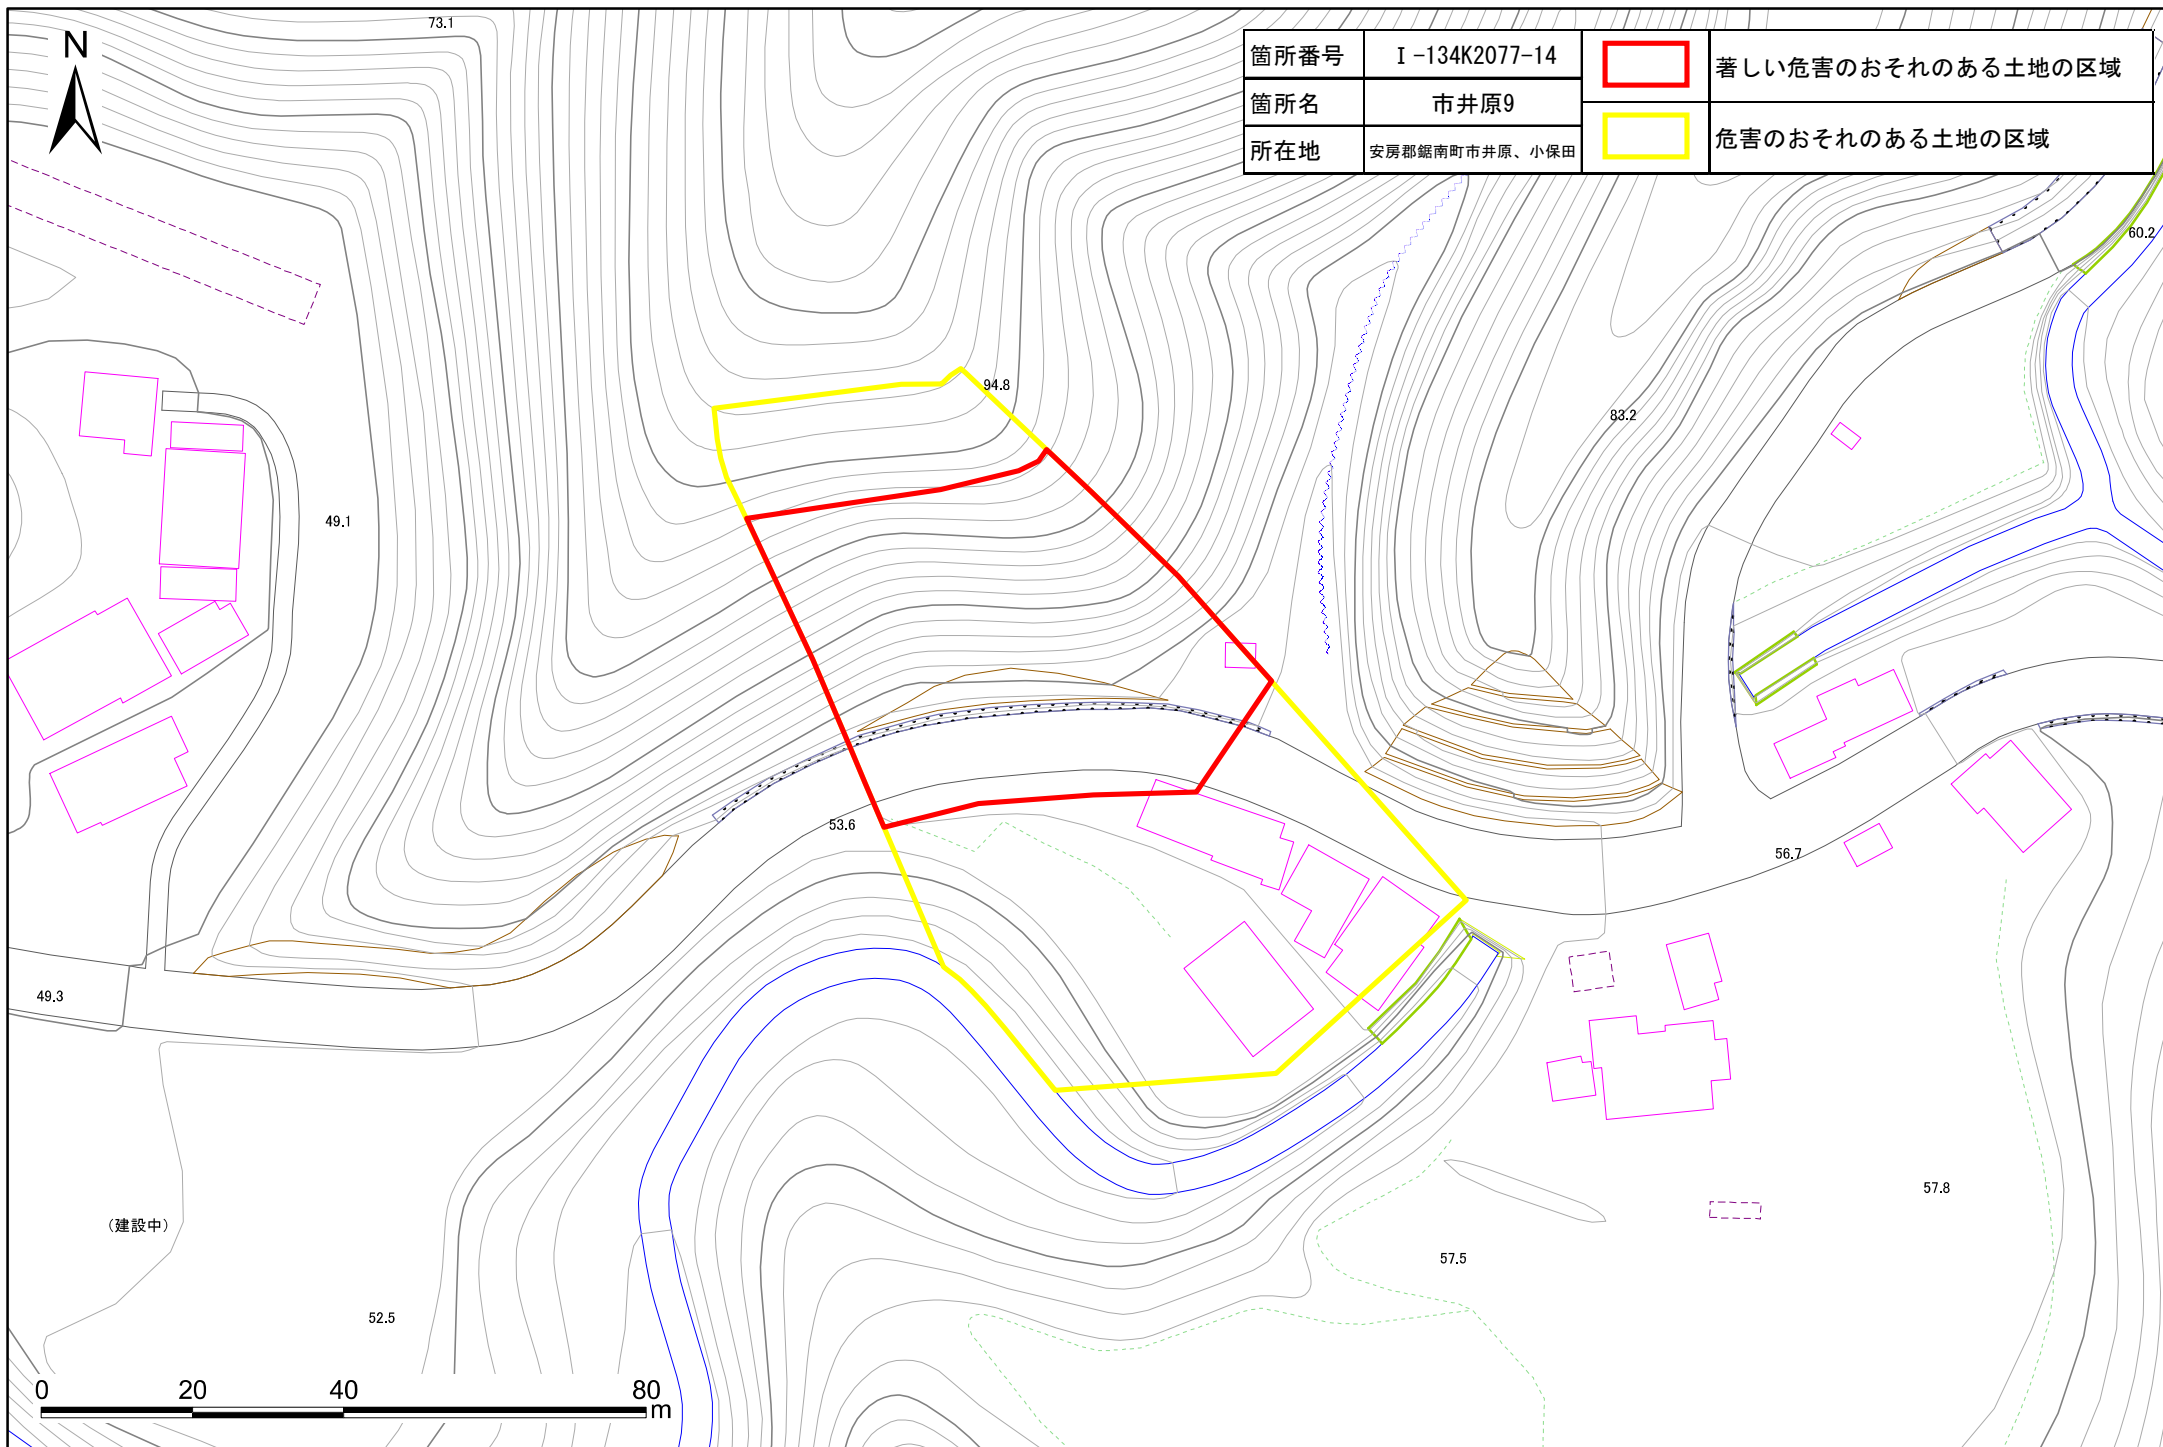 N
箇所番号 Ⅰ-134K2077-14
箇所名 市井原9
所在地 安房郡鋸南町市井原、小保田
著しい危害のおそれのある土地の区域
危害のおそれのある土地の区域
73.1
60.2
94.8
83.2
49.1
53.6
56.7
49.3
57.8
(建設中)
57.5
52.5
0 20 40 80
m